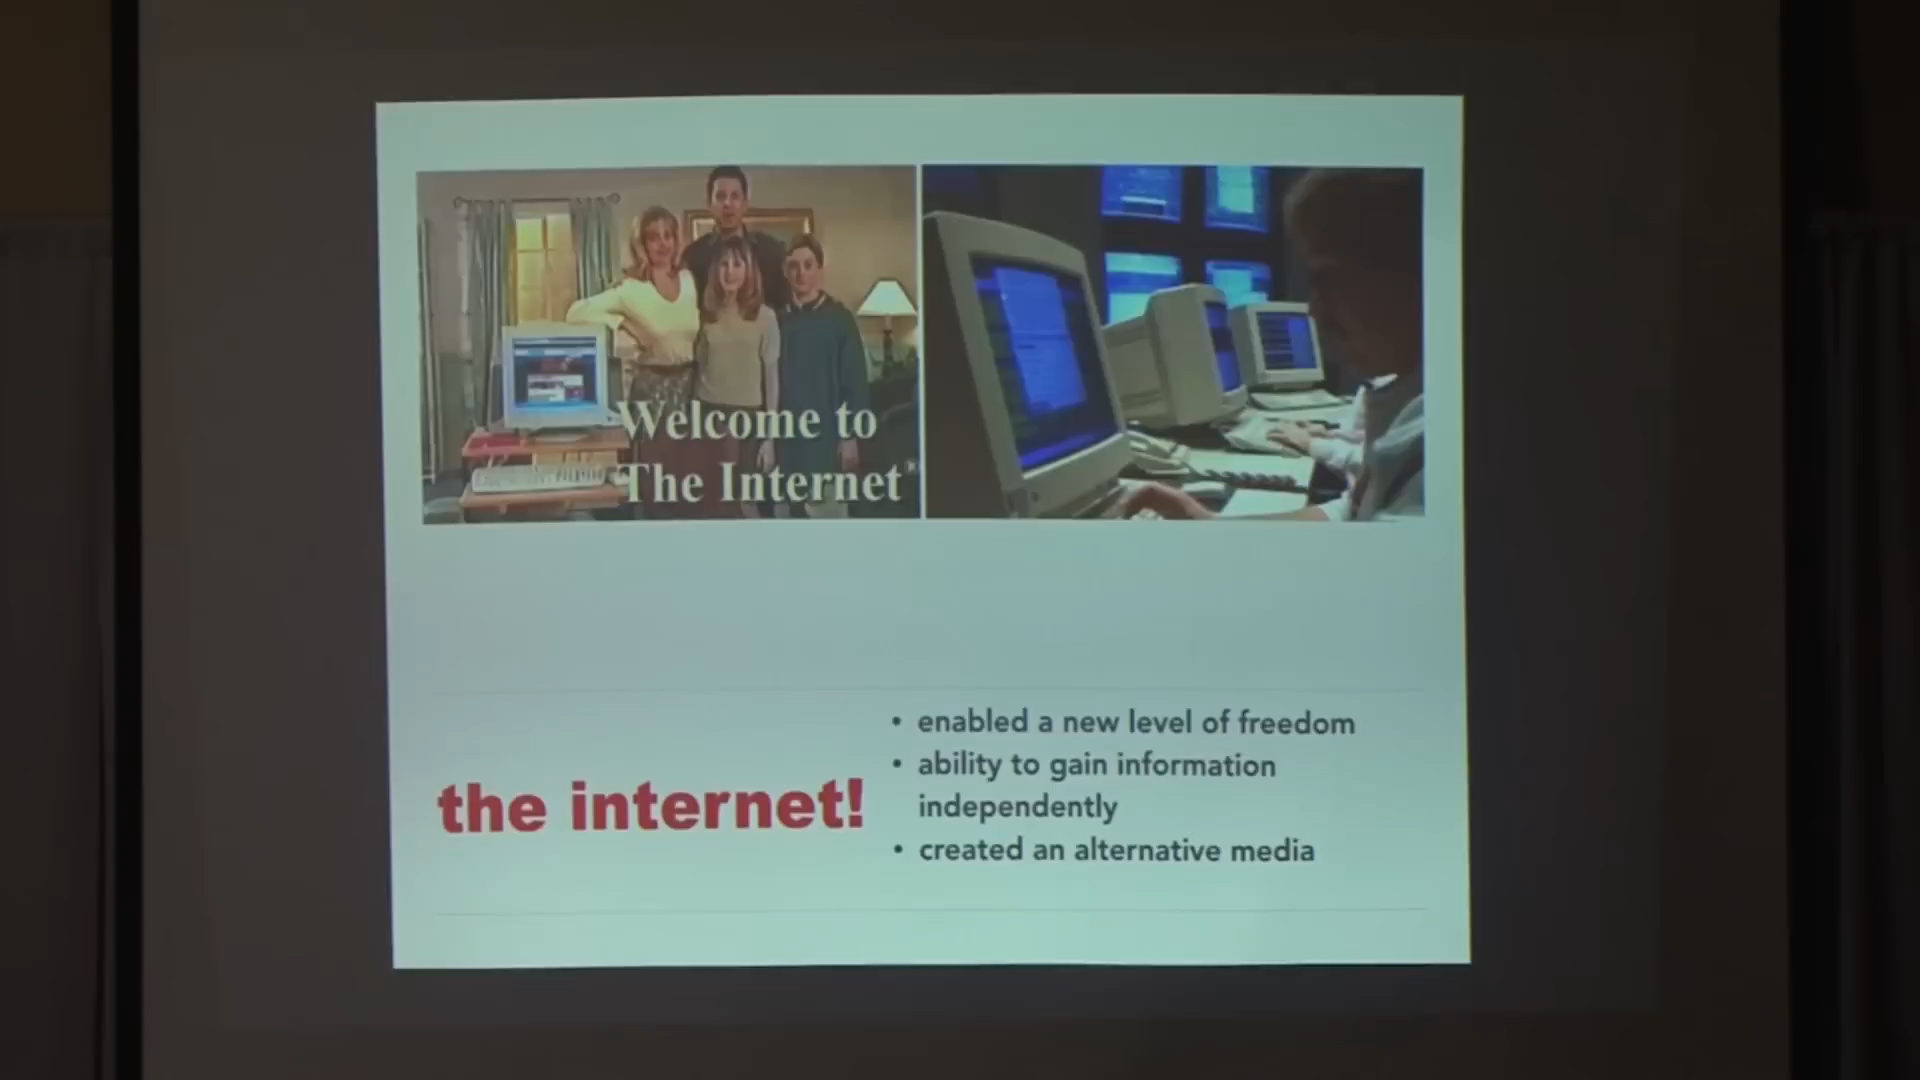 Welcome to
The Internet
the internet!
• enabled a new level of freedom
• ability to gain information
independently
• created an alternative media